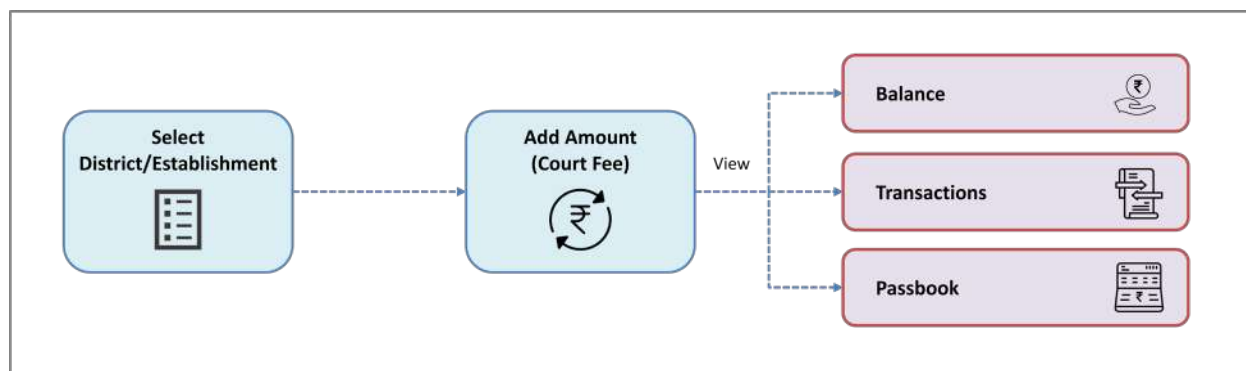 Select
District/Establishment
Add Amount
(Court Fee)
₹
View
Balance
₹
Transactions
Passbook
₹